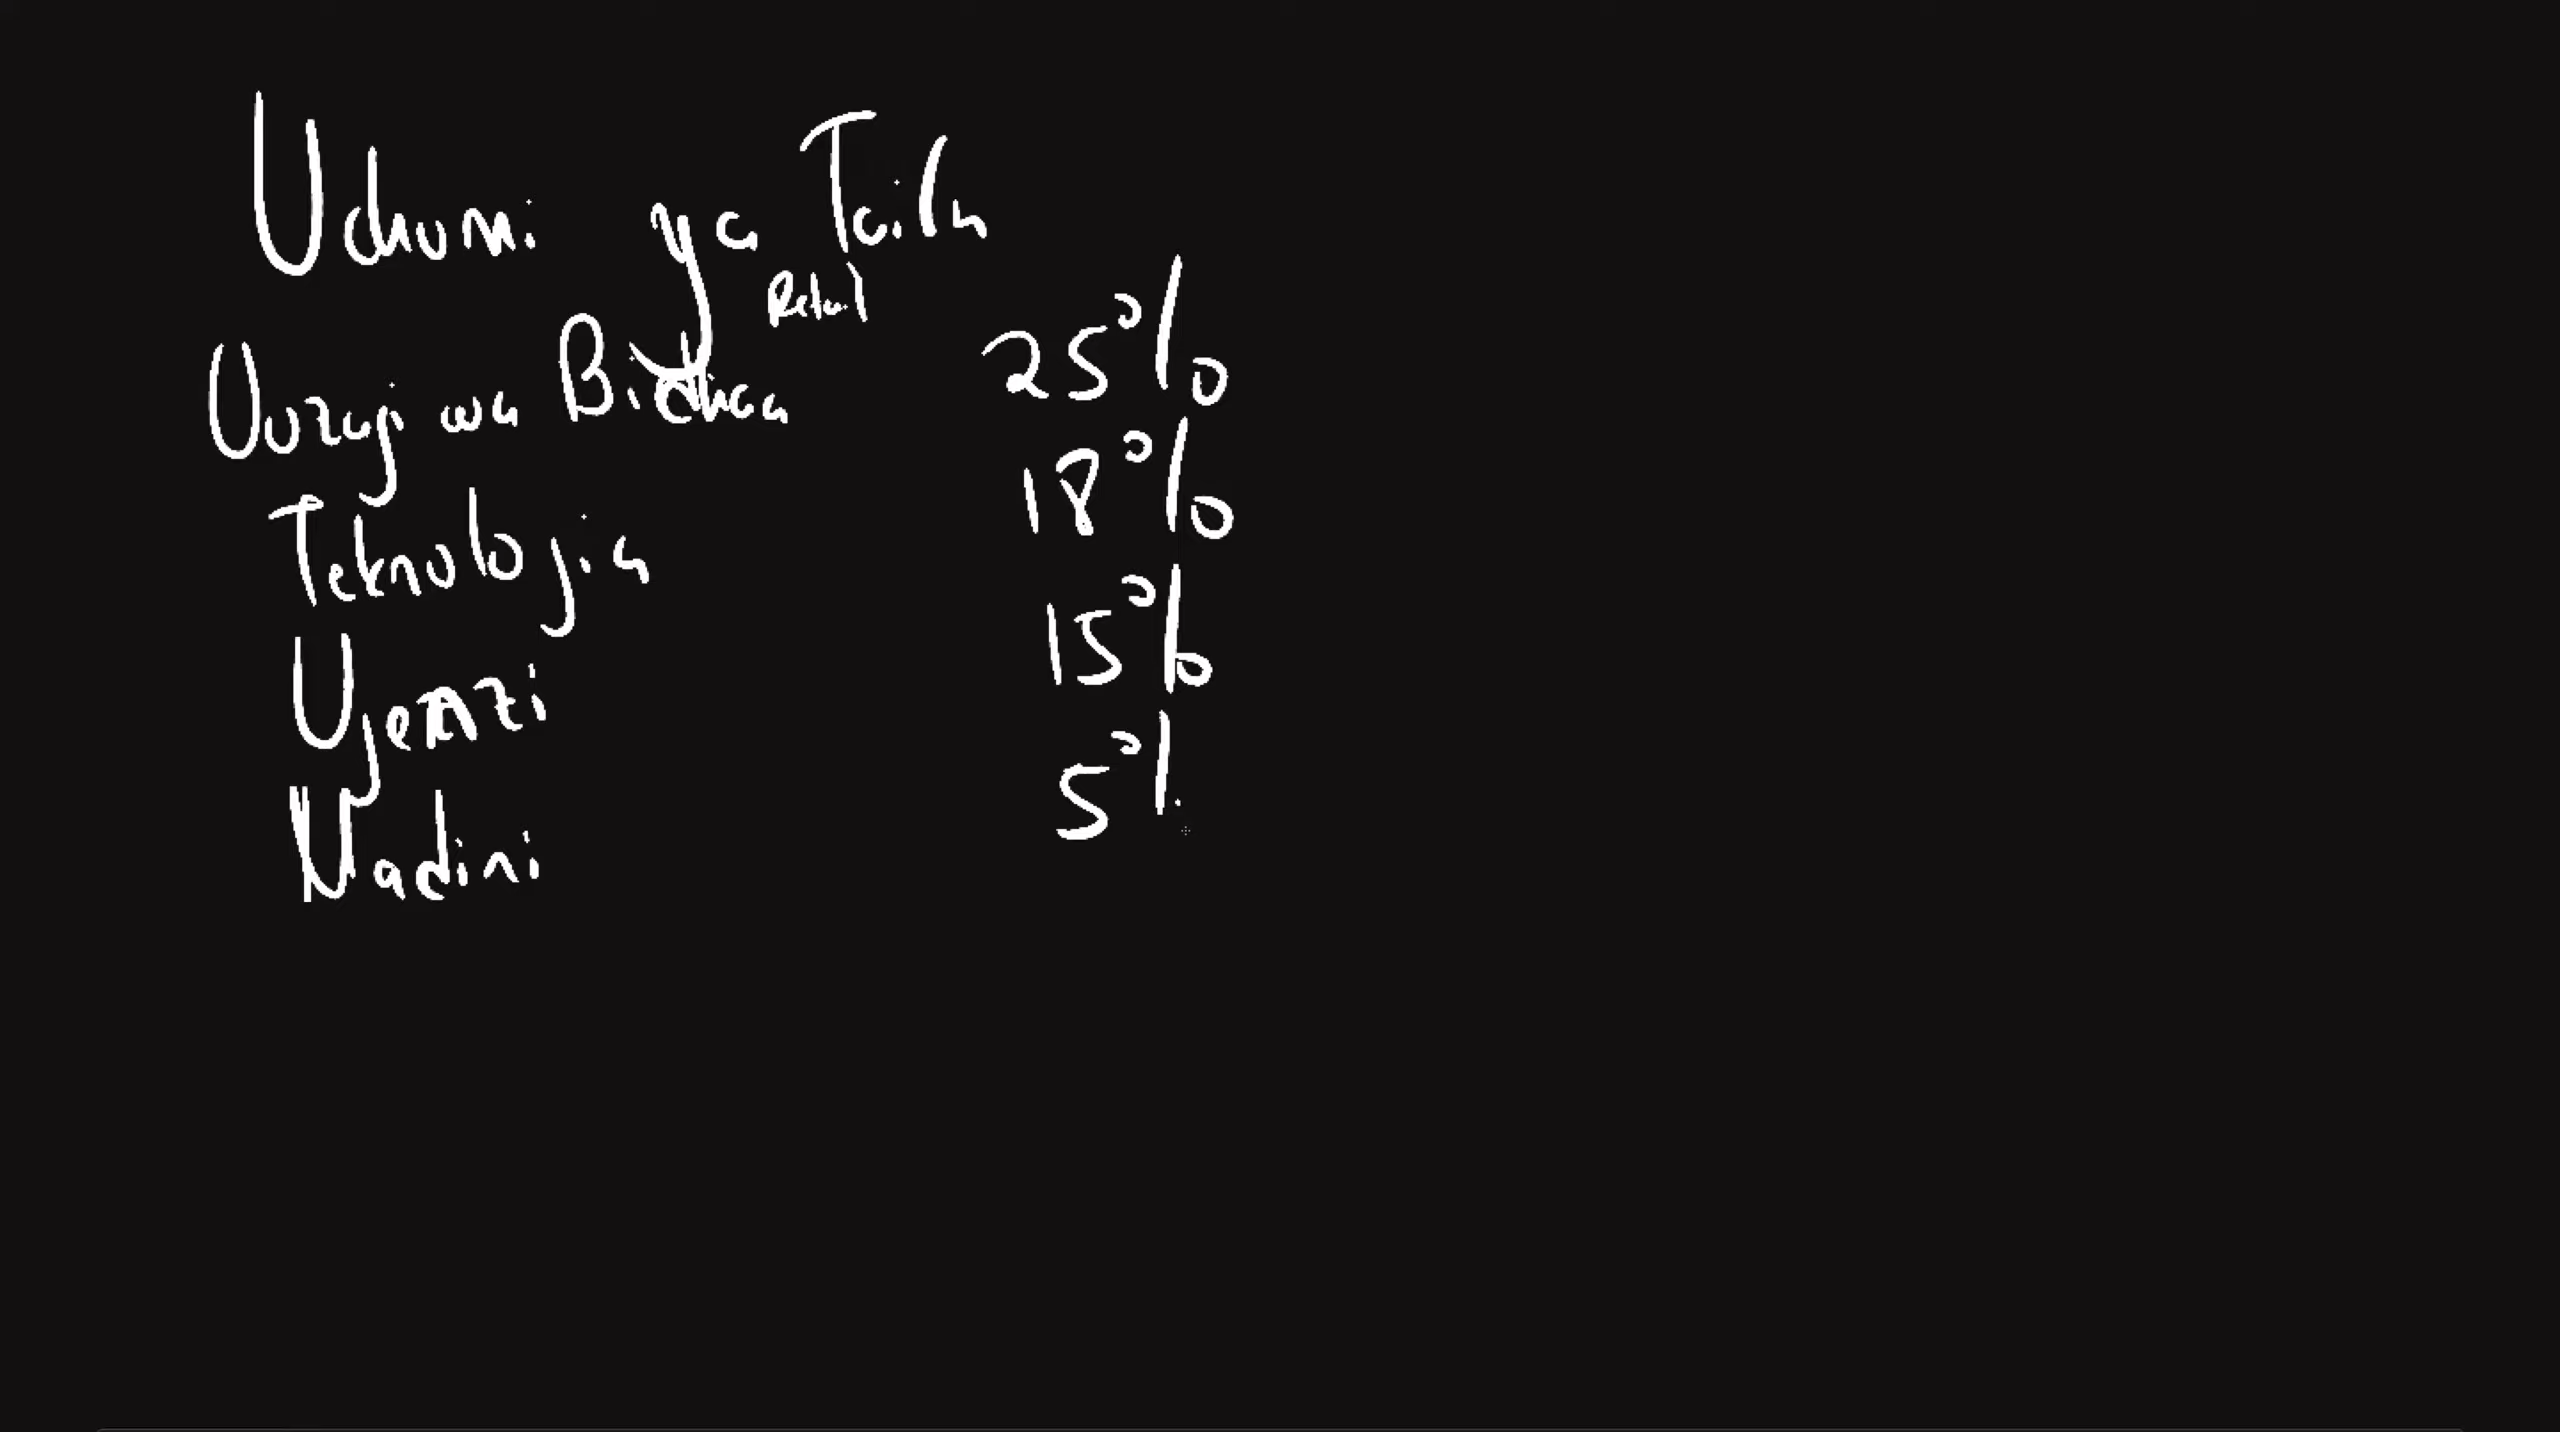 Uchumi ya Taifa
Retail
Uuzaji wa Bidhaa 25%
Teknolojia 18%
Ujenzi 15%
Madini 5%